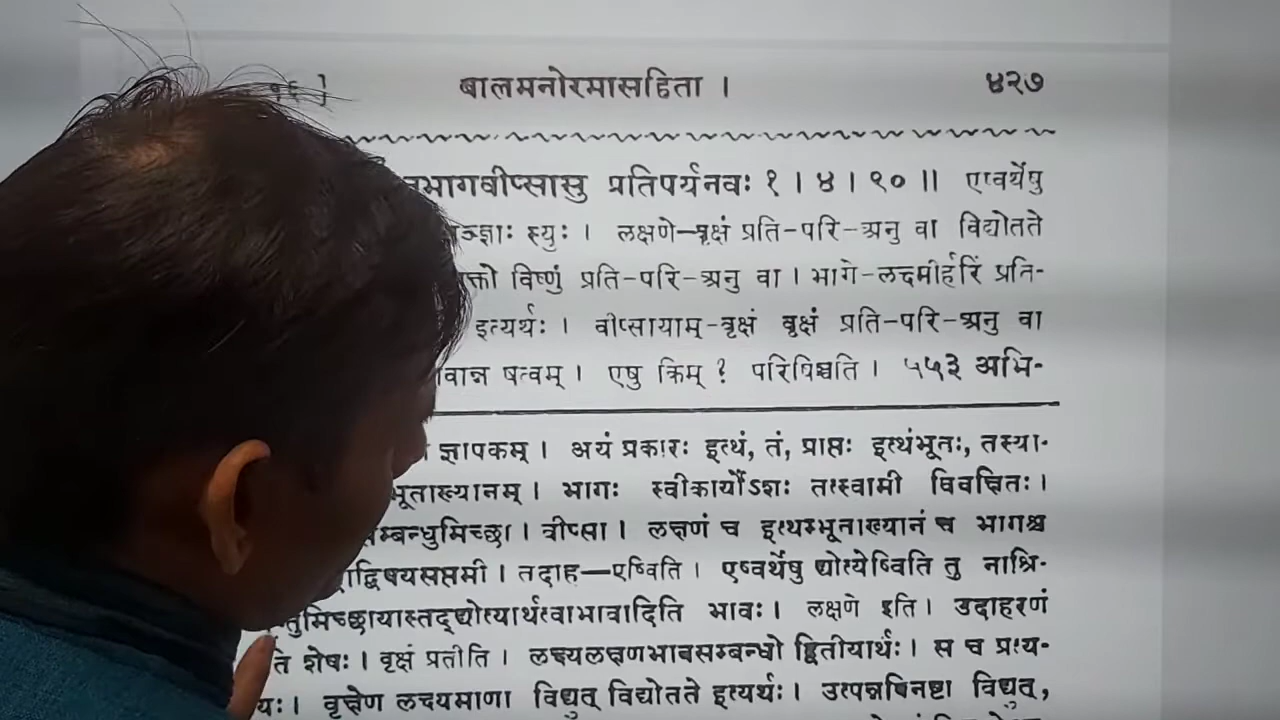 १६ ] बालमनोरमासहिता । ४२७
भागवीप्सासु प्रतिपर्यनवः १ । ४ । ९० ॥ एष्वर्थेषु
स्युः । लक्षणे-वृक्षं प्रति-परि-अनु वा विद्योतते
विष्णुं प्रति-परि-अनु वा । भागे-लक्ष्मीर्हरिं प्रति-
इत्यर्थः । वीप्सायाम्-वृक्षं वृक्षं प्रति-परि-अनु वा
षत्वम् । एषु किम् ? परिषिञ्चति । ५५३ अभि-
ज्ञापकम् । अयं प्रकारः इत्थं, तं, प्राप्तः इत्थंभूतः, तस्या-
भूताख्यानम् । भागः स्वीकार्योंऽशः तत्स्वामी विवक्षितः ।
म्बन्धुमिच्छा । वीप्सा । लक्षणं च इत्थम्भूताख्यानं च भागश्च
द्विषयसप्तमी । तदाह—एष्विति । एष्वर्थेषु द्योत्येष्विति तु नाश्रि-
तुमिच्छायास्तद्द्योत्यार्थत्वाभावादिति भावः । लक्षणे इति । उदाहरणं
ति शेषः । वृक्षं प्रतीति । लक्ष्यलक्षणभावसम्बन्धो द्वितीयार्थः । स च प्रत्य-
यः । वृक्षेण लक्ष्यमाणा विद्युत् विद्योतते इत्यर्थः । उत्पन्नविनष्टा विद्युत्,